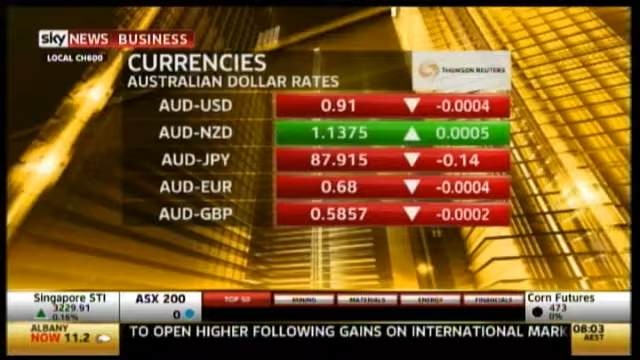 sky NEWS BUSINESS
LOCAL CH600
CURRENCIES
AUSTRALIAN DOLLAR RATES
THOMSON REUTERS
AUD-USD 0.91 ▼ -0.0004
AUD-NZD 1.1375 ▲ 0.0005
AUD-JPY 87.915 ▼ -0.14
AUD-EUR 0.68 ▼ -0.0004
AUD-GBP 0.5857 ▼ -0.0002
Singapore STI
▲ 3229.91
0.16%
ASX 200
0
TOP 50 MINING MATERIALS ENERGY FINANCIALS
Corn Futures
473
0%
ALBANY
NOW 11.2
TO OPEN HIGHER FOLLOWING GAINS ON INTERNATIONAL MARK
08:03
AEST